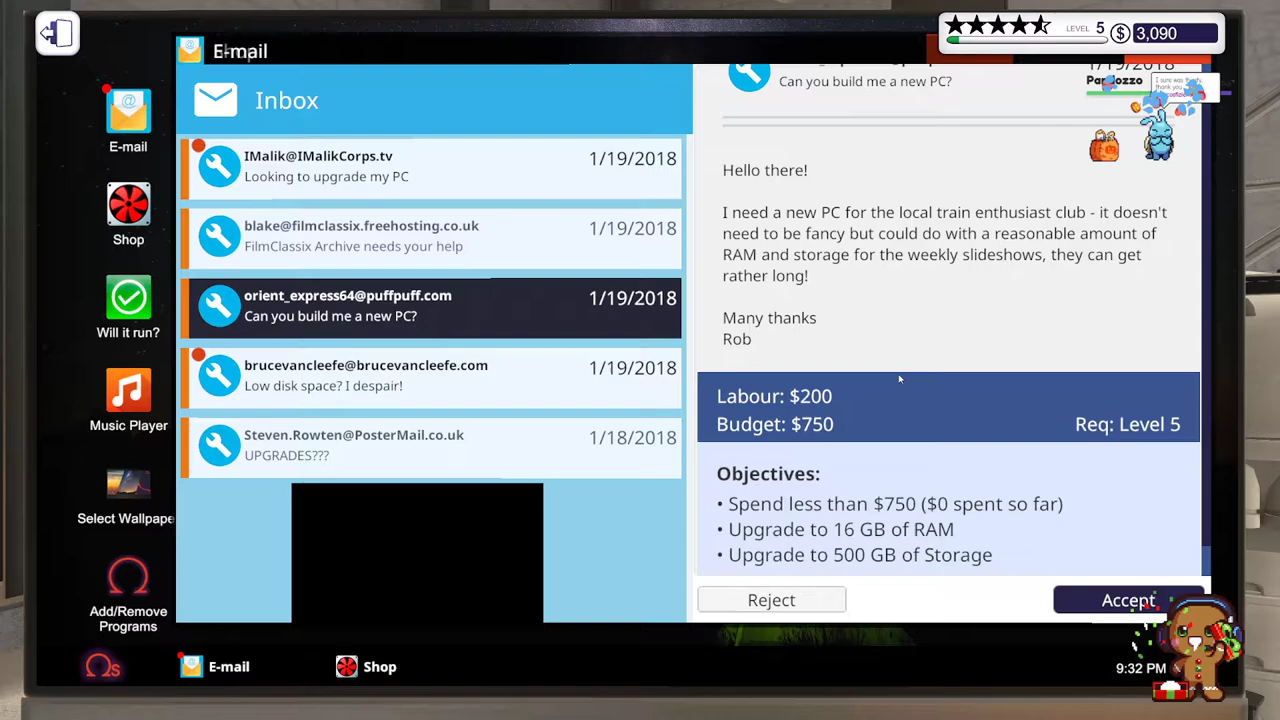 E-mail
LEVEL 5
$ 3,090
Inbox
1/19/2018
Can you build me a new PC?
I sure was
thank you
E-mail
IMalik@IMalikCorps.tv
1/19/2018
Looking to upgrade my PC
Hello there!
Shop
blake@filmclassix.freehosting.co.uk
1/19/2018
FilmClassix Archive needs your help
I need a new PC for the local train enthusiast club - it doesn't
need to be fancy but could do with a reasonable amount of
RAM and storage for the weekly slideshows, they can get
rather long!
Will it run?
orient_express64@puffpuff.com
1/19/2018
Can you build me a new PC?
Many thanks
Rob
Music Player
brucevancleefe@brucevancleefe.com
1/19/2018
Low disk space? I despair!
Labour: $200
Budget: $750
Req: Level 5
Select Wallpape
Steven.Rowten@PosterMail.co.uk
1/18/2018
UPGRADES???
Objectives:
• Spend less than $750 ($0 spent so far)
• Upgrade to 16 GB of RAM
• Upgrade to 500 GB of Storage
Add/Remove
Programs
Reject
Accept
E-mail
Shop
9:32 PM